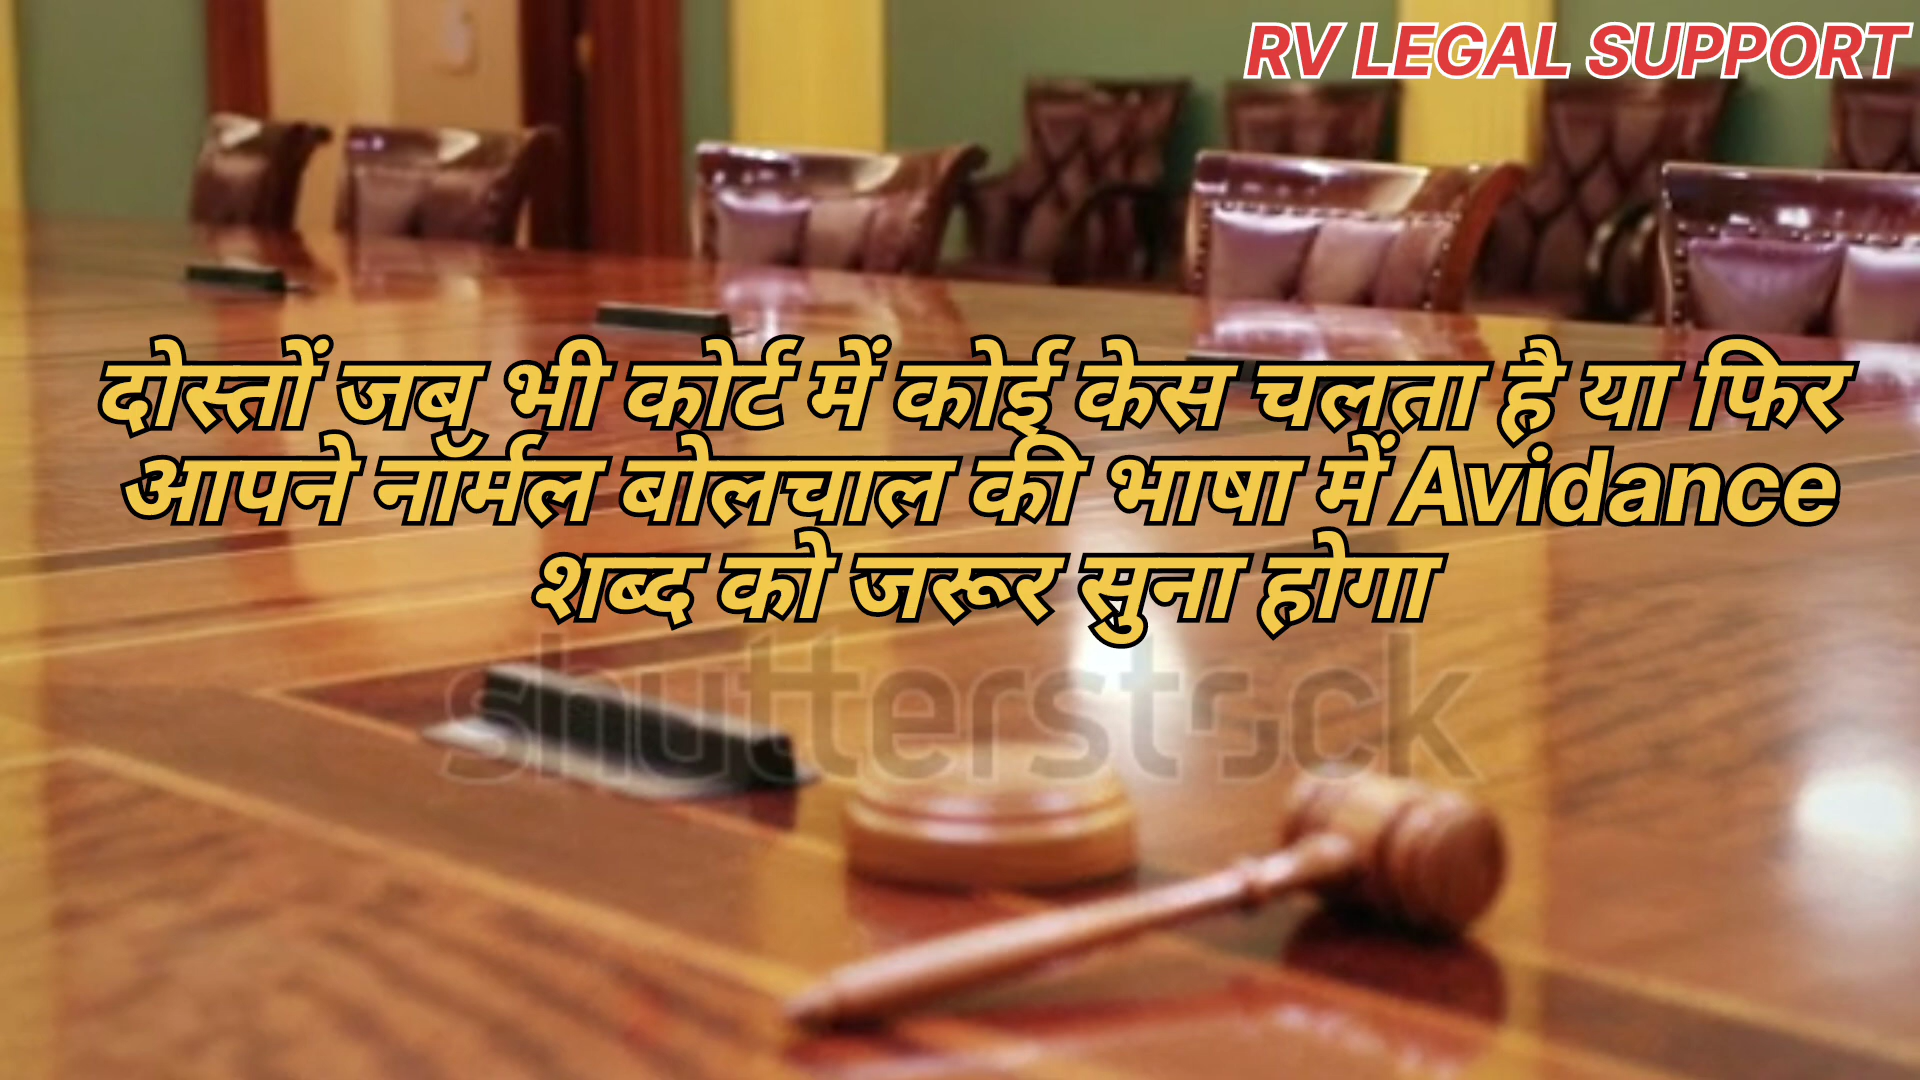 RV LEGAL SUPPORT
दोस्तों जब भी कोर्ट में कोई केस चलता है या फिर
आपने नॉर्मल बोलचाल की भाषा में Avidance
शब्द को जरूर सुना होगा
shutterstock